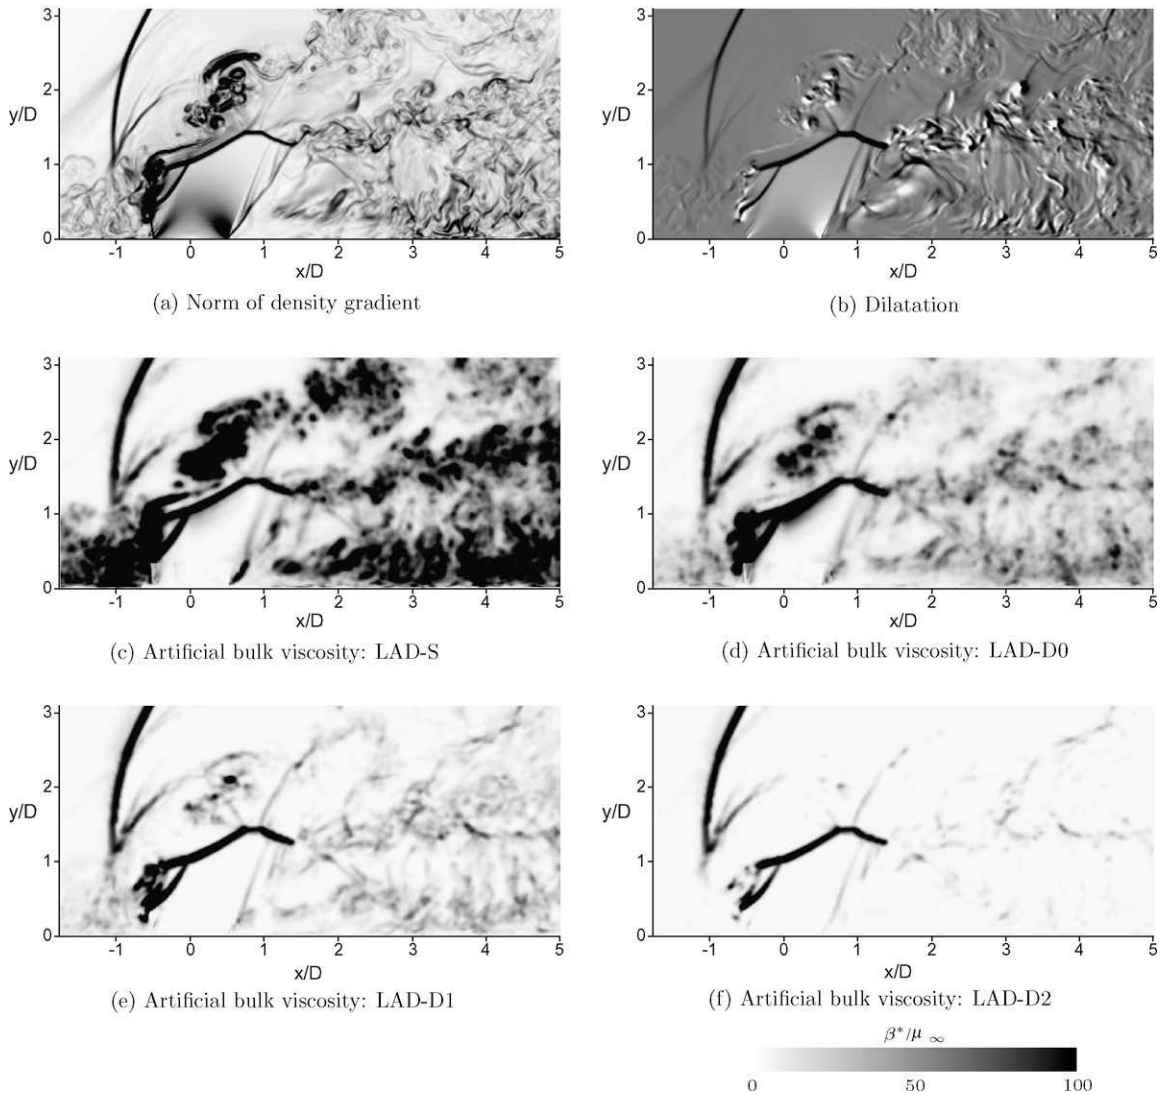 3
2
y/D
1
0
-1 0 1 2 3 4 5
x/D
(a) Norm of density gradient
3
2
y/D
1
0
-1 0 1 2 3 4 5
x/D
(b) Dilatation
3
2
y/D
1
0
-1 0 1 2 3 4 5
x/D
(c) Artificial bulk viscosity: LAD-S
3
2
y/D
1
0
-1 0 1 2 3 4 5
x/D
(d) Artificial bulk viscosity: LAD-D0
3
2
y/D
1
0
-1 0 1 2 3 4 5
x/D
(e) Artificial bulk viscosity: LAD-D1
3
2
y/D
1
0
-1 0 1 2 3 4 5
x/D
(f) Artificial bulk viscosity: LAD-D2
β*/μ ∞
0 50 100